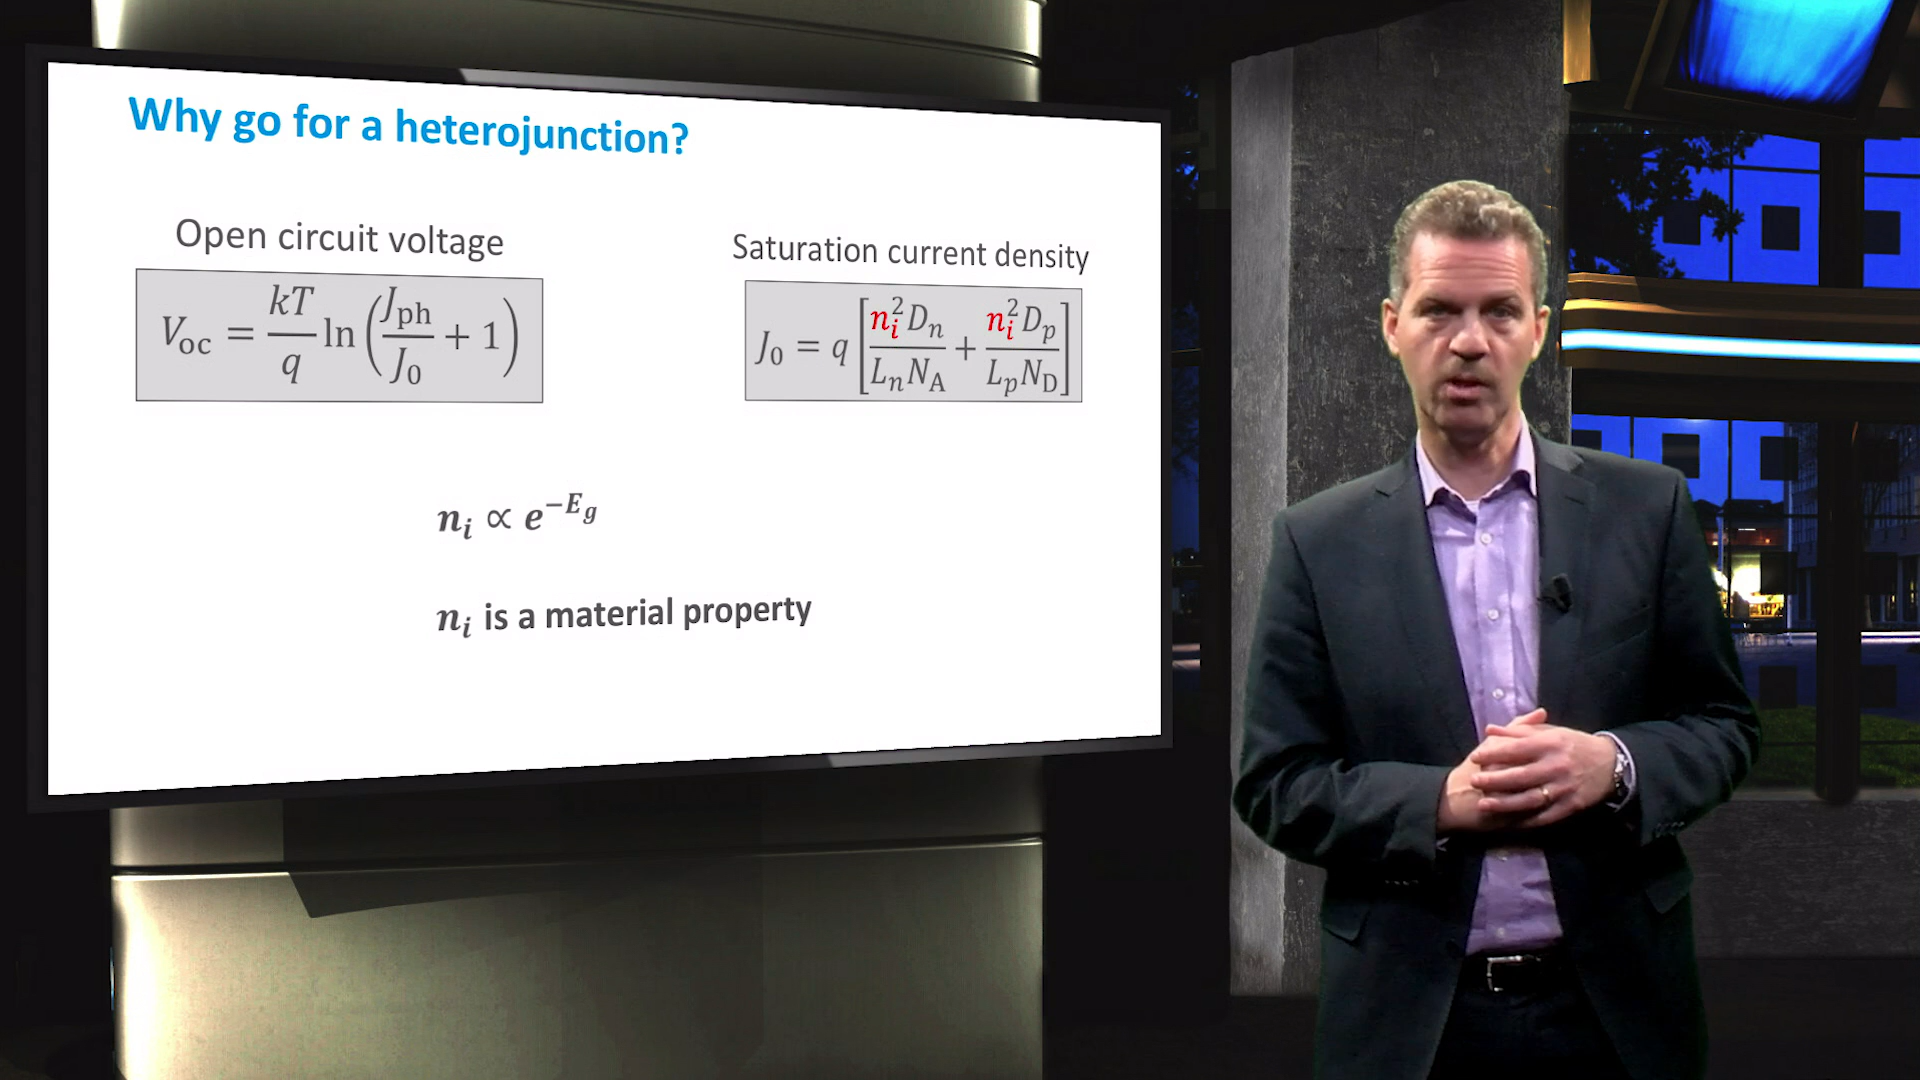 Why go for a heterojunction?
Open circuit voltage
Saturation current density
V_oc = kT/q ln(J_ph/J_0 + 1)
J_0 = q [n_i^2 D_n / L_n N_A + n_i^2 D_p / L_p N_D]
n_i ∝ e^{-E_g}
n_i is a material property